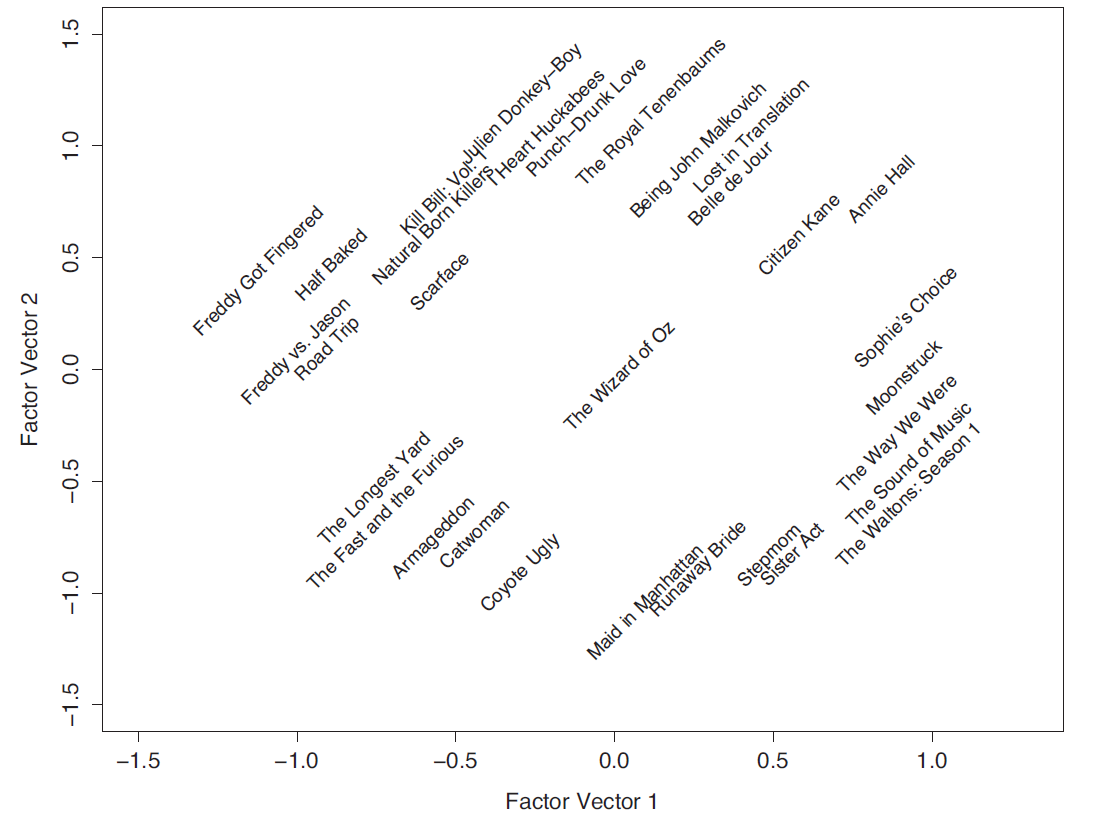 1.5
1.0
0.5
0.0
−0.5
−1.0
−1.5
Factor Vector 2
Julien Donkey−Boy
I Heart Huckabees
Punch−Drunk Love
The Royal Tenenbaums
Being John Malkovich
Lost in Translation
Belle de Jour
Annie Hall
Citizen Kane
Kill Bill: Vol. 1
Natural Born Killers
Scarface
Freddy Got Fingered
Half Baked
Freddy vs. Jason
Road Trip
Sophie's Choice
Moonstruck
The Way We Were
The Sound of Music
The Waltons: Season 1
The Wizard of Oz
The Longest Yard
The Fast and the Furious
Armageddon
Catwoman
Coyote Ugly
Maid in Manhattan
Runaway Bride
Stepmom
Sister Act
−1.5
−1.0
−0.5
0.0
0.5
1.0
Factor Vector 1